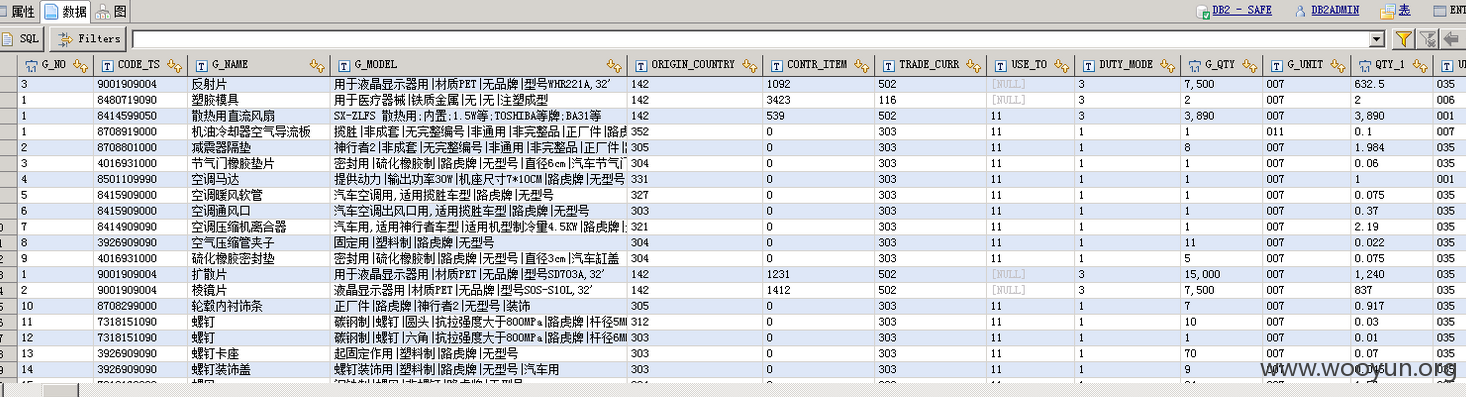 属性 数据 图 DB2 - SAFE DB2ADMIN 表 ENT
SQL Filters
G_NO CODE_TS G_NAME G_MODEL ORIGIN_COUNTRY CONTR_ITEM TRADE_CURR USE_TO DUTY_MODE G_QTY G_UNIT QTY_1
3 9001909004 反射片 用于液晶显示器用|材质PET|无品牌|型号WHR221A,32' 142 1092 502 [NULL] 3 7,500 007 632.5 035
1 8480719090 塑胶模具 用于医疗器械|铁质金属|无|无|注塑成型 142 3423 116 [NULL] 3 2 007 2 006
1 8414599050 散热用直流风扇 SX-ZLFS 散热用;内置;1.5W等;TOSHIBA等牌;BA31等 142 539 502 11 3 3,890 007 3,890 001
1 8708919000 机油冷却器空气导流板 揽胜|非成套|无完整编号|非通用|非完整品|正厂件|路虎 352 0 303 11 1 1 011 0.1 007
2 8708801000 减震器隔垫 神行者2|非成套|无完整编号|非通用|非完整品|正厂件| 305 0 303 11 1 8 007 1.984 035
3 4016931000 节气门橡胶垫片 密封用|硫化橡胶制|路虎牌|无型号|直径6cm|汽车节气门 304 0 303 11 1 1 007 0.06 035
4 8501109990 空调马达 提供动力|输出功率30W|机座尺寸7*10CM|路虎牌|无型号 331 0 303 11 1 1 007 1 001
5 8415909000 空调暖风软管 汽车空调用,适用揽胜车型|路虎牌|无型号 327 0 303 11 1 1 007 0.075 035
6 8415909000 空调通风口 汽车空调出风口用,适用揽胜车型|路虎牌|无型号 303 0 303 11 1 1 007 0.37 035
7 8414909090 空调压缩机离合器 汽车用,适用神行者车型|适用机型制冷量4.5KW|路虎牌| 321 0 303 11 1 1 007 2.19 035
8 3926909090 空气压缩管夹子 固定用|塑料制|路虎牌|无型号 304 0 303 11 1 11 007 0.022 035
9 4016931000 硫化橡胶密封垫 密封用|硫化橡胶制|路虎牌|无型号|直径3cm|汽车缸盖 304 0 303 11 1 5 007 0.075 035
1 9001909004 扩散片 用于液晶显示器用|材质PET|无品牌|型号SD703A,32' 142 1231 502 [NULL] 3 15,000 007 1,240 035
2 9001909004 棱镜片 液晶显示器用|材质PET|无品牌|型号SOS-S10L,32' 142 1412 502 [NULL] 3 7,500 007 837 035
10 8708299000 轮毂内衬饰条 正厂件|路虎牌|神行者2|无型号|装饰 305 0 303 11 1 7 007 0.917 035
11 7318151090 螺钉 碳钢制|螺钉|圆头|抗拉强度大于800MPa|路虎牌|杆径5M 312 0 303 11 1 10 007 0.03 035
12 7318151090 螺钉 碳钢制|螺钉|六角|抗拉强度大于800MPa|路虎牌|杆径6M 303 0 303 11 1 1 007 0.01 035
13 3926909090 螺钉卡座 起固定作用|塑料制|路虎牌|无型号 303 0 303 11 1 70 007 0.07 035
14 3926909090 螺钉装饰盖 螺钉装饰用|塑料制|路虎牌|无型号|汽车用 303 0 303 11 1 9 007 035
www.wooyun.org